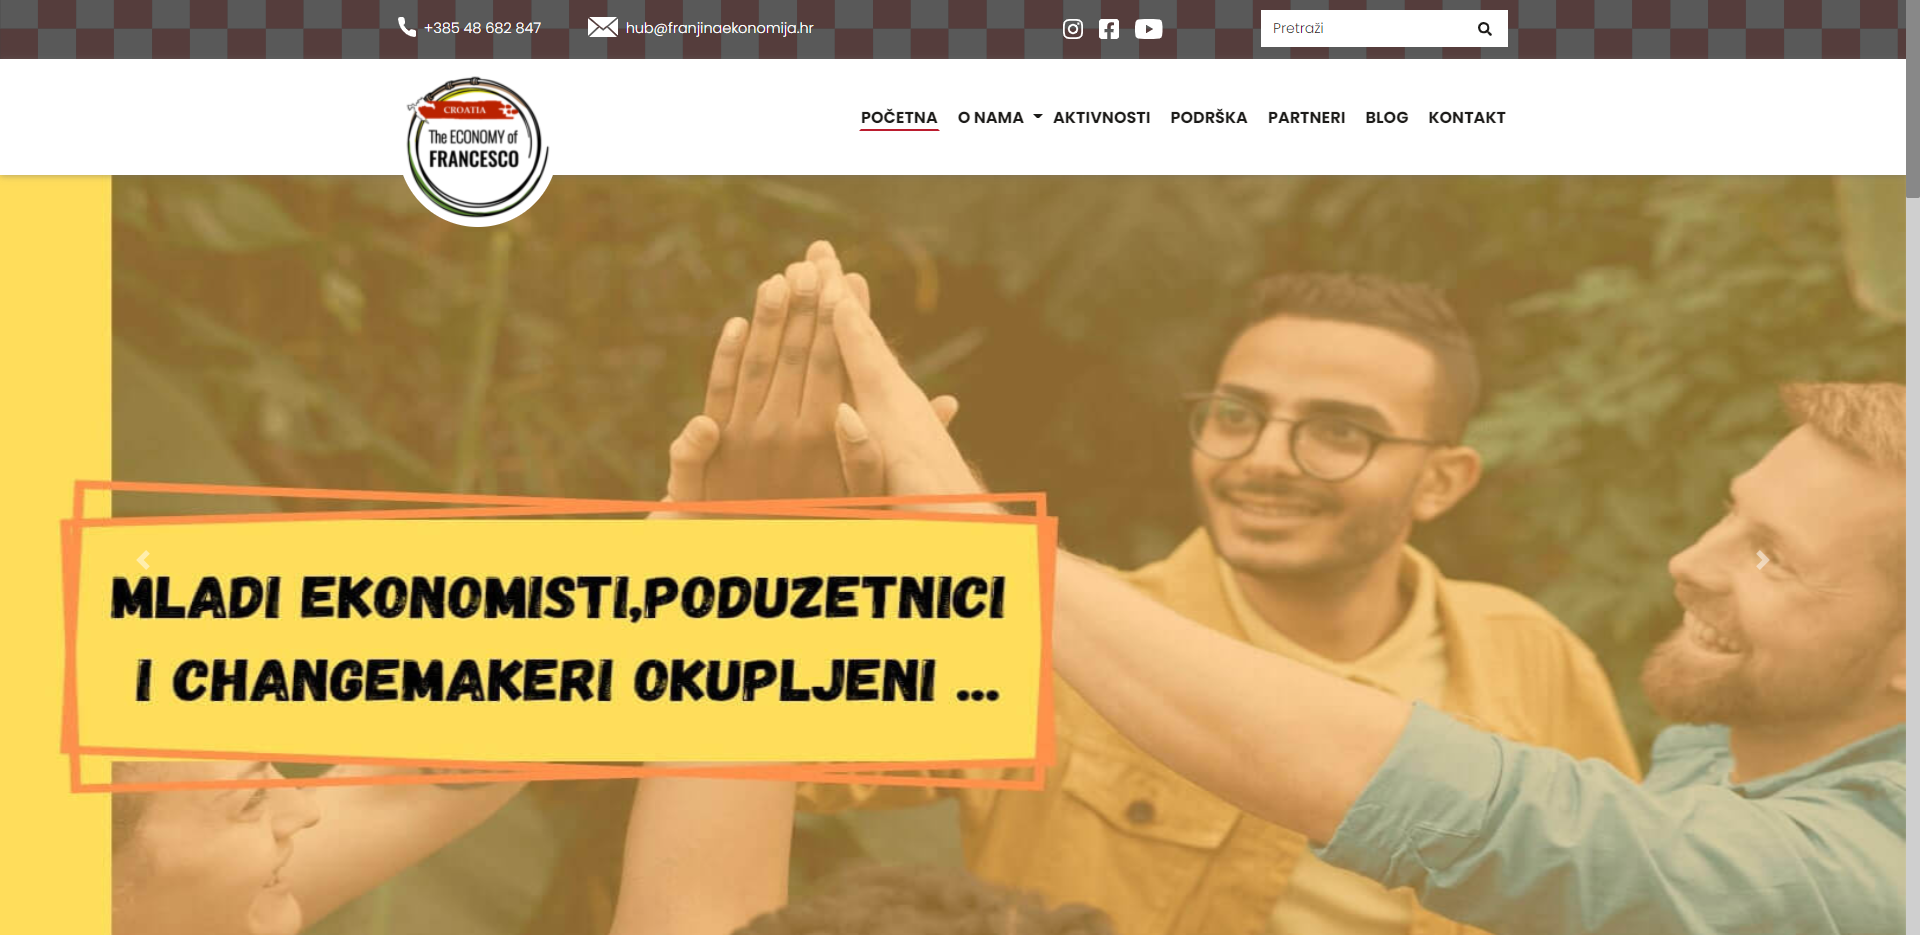 +385 48 682 847
hub@franjinaekonomija.hr
Pretraži
CROATIA
The ECONOMY of
FRANCESCO
POČETNA
O NAMA
AKTIVNOSTI
PODRŠKA
PARTNERI
BLOG
KONTAKT
MLADI EKONOMISTI,PODUZETNICI
I CHANGEMAKERI OKUPLJENI ...